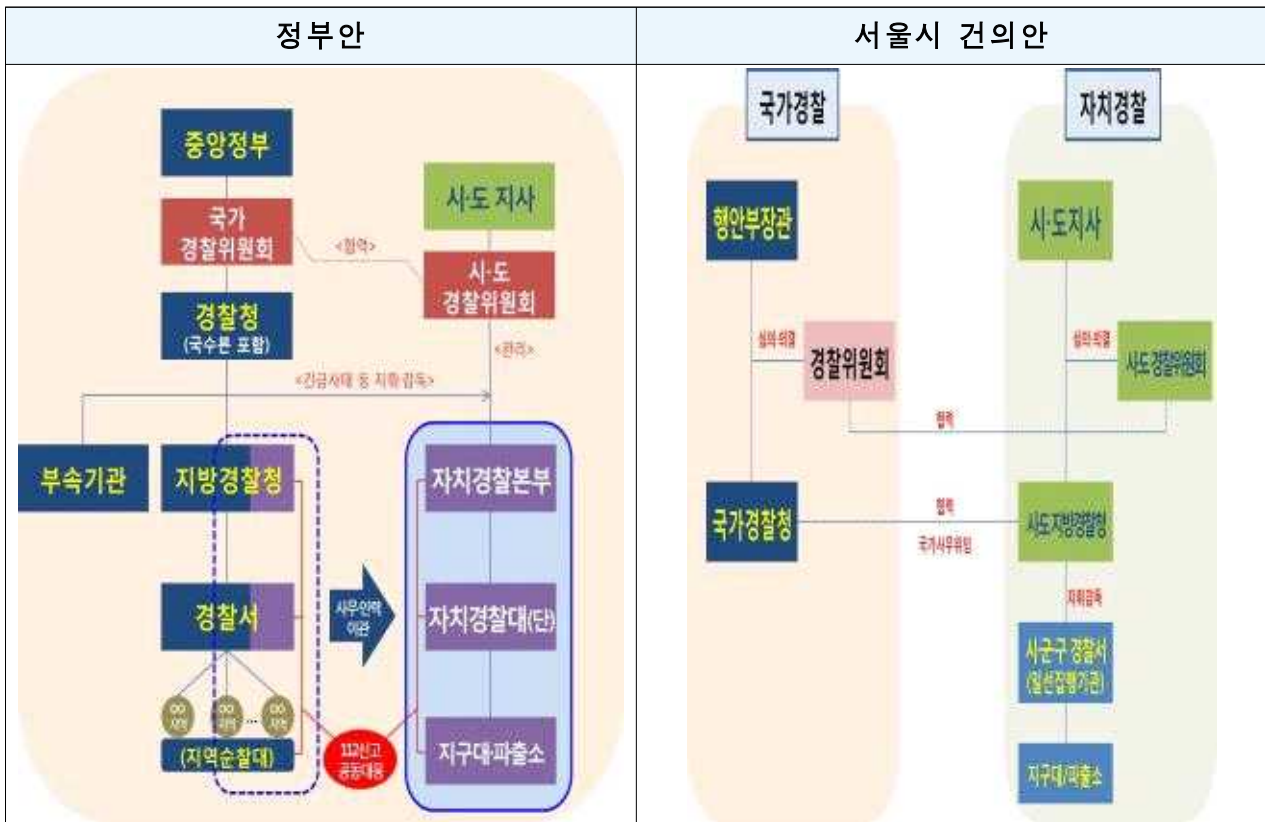 정부안
서울시 건의안
중앙정부
국가
경찰위원회
시·도 지사
<협약>
시·도
경찰위원회
경찰청
(국수본 포함)
<관리>
<긴급사태 등 지휘·감독>
부속기관
지방경찰청
자치경찰본부
경찰서
사무·인력
이관
자치경찰대(단)
○○
지역
○○
지역
...
○○
지역
(지역순찰대)
112신고
공동대응
지구대·파출소
국가경찰
자치경찰
행안부장관
시·도지사
심의·의결
경찰위원회
심의·의결
시도 경찰위원회
협력
국가경찰청
협력
국가사무위임
시도 지방경찰청
지휘감독
시군구 경찰서
(일선집행기관)
지구대/파출소